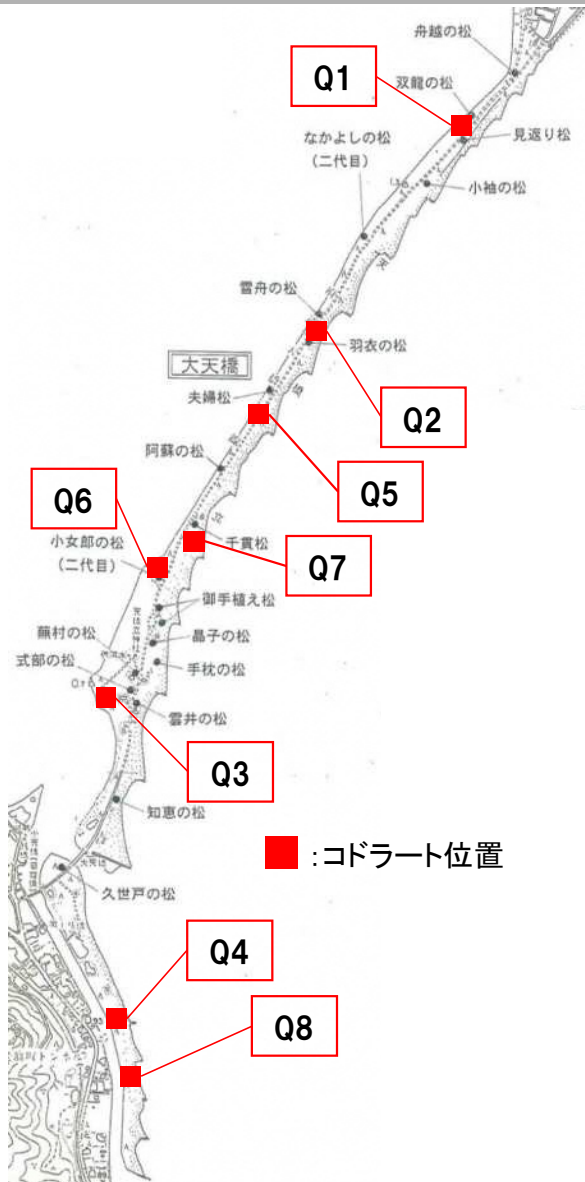 舟越の松
Q1
双龍の松
見返り松
なかよしの松
(二代目)
小袖の松
天
雪舟の松
羽衣の松
大天橋
夫婦松
Q2
阿蘇の松
Q5
Q6
千貫松
小女郎の松
(二代目)
Q7
御手植え松
蕪村の松
晶子の松
式部の松
手枕の松
雲井の松
Q3
知恵の松
:コドラート位置
久世戸の松
Q4
Q8